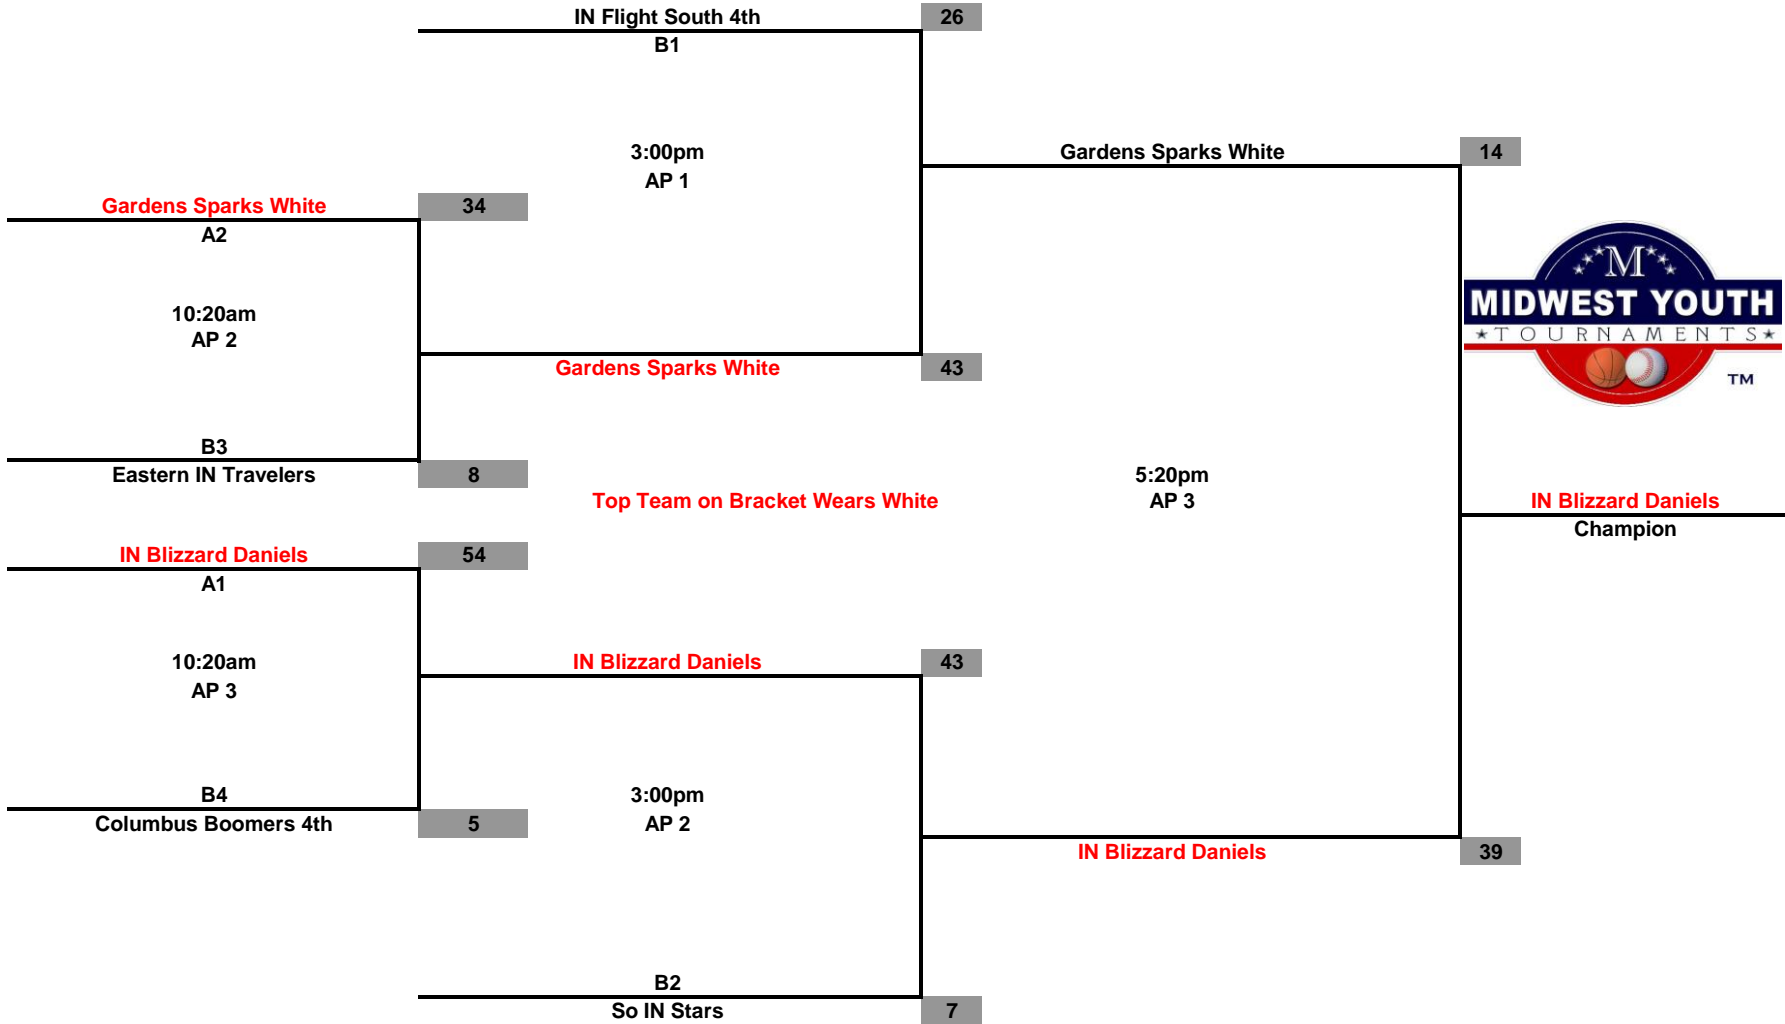 IN Flight South 4th 26
B1
3:00pm
AP 1
Gardens Sparks White 14
Gardens Sparks White 34
A2
10:20am
AP 2
Gardens Sparks White 43
B3
Eastern IN Travelers 8
M
MIDWEST YOUTH
TOURNAMENTS
TM
Top Team on Bracket Wears White
5:20pm
AP 3
IN Blizzard Daniels
Champion
IN Blizzard Daniels 54
A1
10:20am
AP 3
IN Blizzard Daniels 43
B4
Columbus Boomers 4th 5
3:00pm
AP 2
IN Blizzard Daniels 39
B2
So IN Stars 7